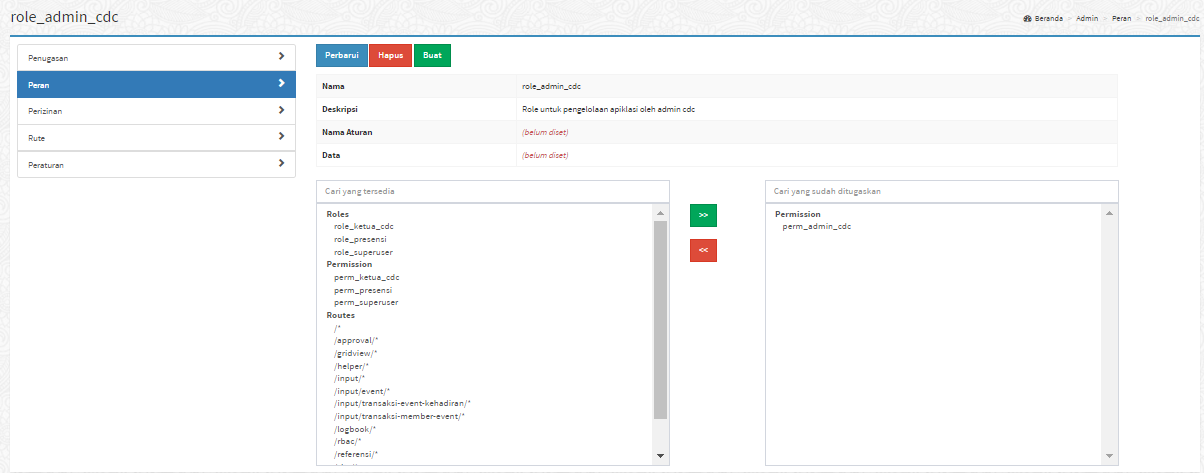 role_admin_cdc
Beranda > Admin > Peran > role_admin_cdc
Penugasan
Peran
Perizinan
Rute
Peraturan
Perbarui Hapus Buat
Nama role_admin_cdc
Deskripsi Role untuk pengelolaan apiklasi oleh admin cdc
Nama Aturan (belum diset)
Data (belum diset)
Cari yang tersedia
Roles
role_ketua_cdc
role_presensi
role_superuser
Permission
perm_ketua_cdc
perm_presensi
perm_superuser
Routes
/*
/approval/*
/gridview/*
/helper/*
/input/*
/input/event/*
/input/transaksi-event-kehadiran/*
/input/transaksi-member-event/*
/logbook/*
/rbac/*
/referensi/*
>>
<<
Cari yang sudah ditugaskan
Permission
perm_admin_cdc